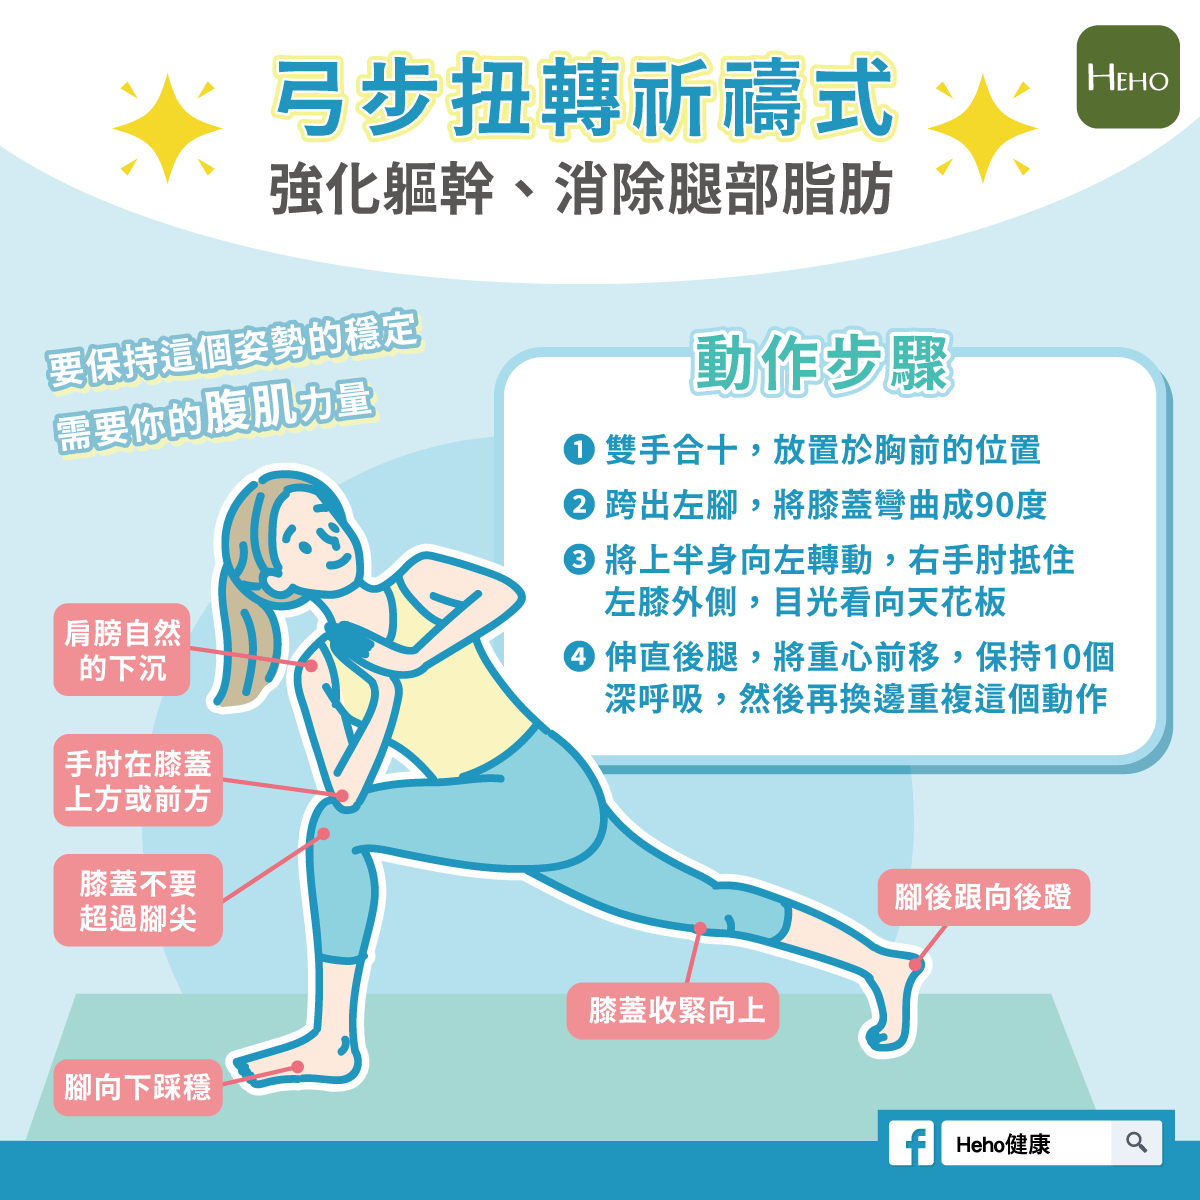 弓步扭轉祈禱式
強化軀幹、消除腿部脂肪
HEHO
要保持這個姿勢的穩定
需要你的腹肌力量
動作步驟
1 雙手合十，放置於胸前的位置
2 跨出左腳，將膝蓋彎曲成90度
3 將上半身向左轉動，右手肘抵住
左膝外側，目光看向天花板
4 伸直後腿，將重心前移，保持10個
深呼吸，然後再換邊重複這個動作
肩膀自然
的下沉
手肘在膝蓋
上方或前方
膝蓋不要
超過腳尖
腳向下踩穩
膝蓋收緊向上
腳後跟向後蹬
f Heho健康